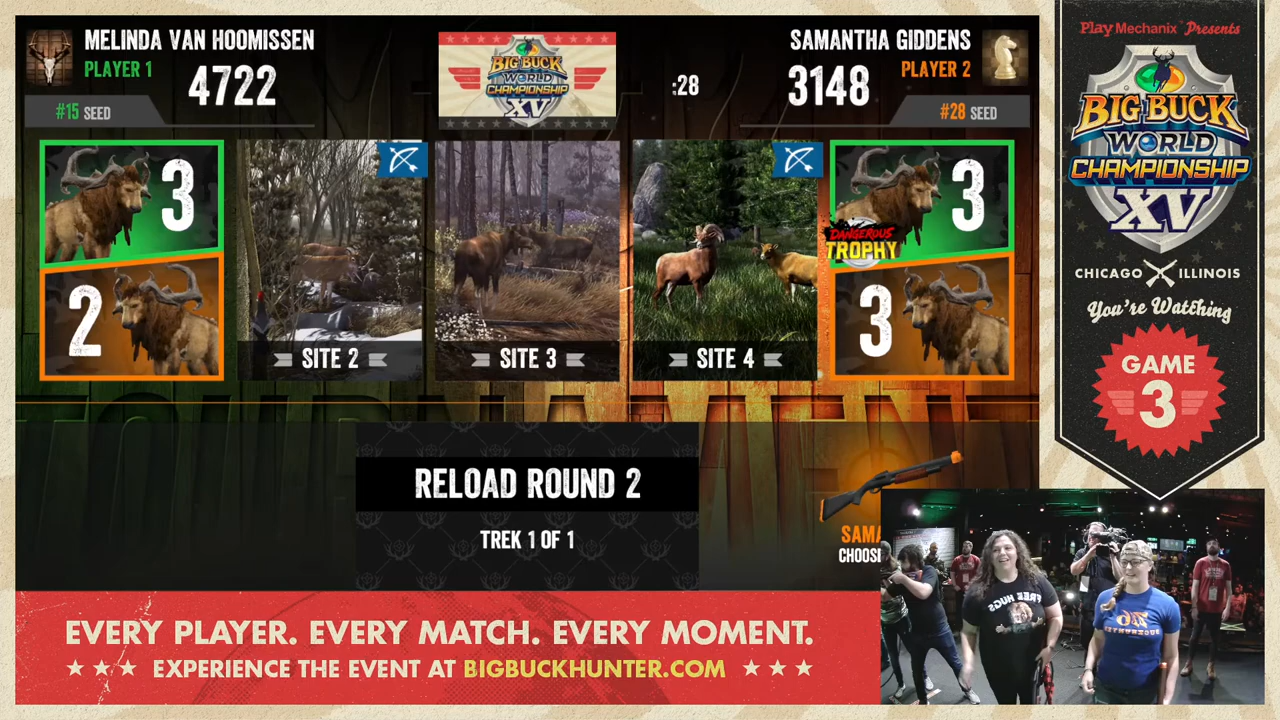 MELINDA VAN HOOMISSEN
PLAYER 1
4722
#15 SEED
BIG BUCK
WORLD
CHAMPIONSHIP
XV
:28
SAMANTHA GIDDENS
PLAYER 2
3148
#28 SEED
3
2
SITE 2
SITE 3
SITE 4
DANGEROUS
TROPHY
3
3
RELOAD ROUND 2
TREK 1 OF 1
SAMA
CHOOS
EVERY PLAYER. EVERY MATCH. EVERY MOMENT.
EXPERIENCE THE EVENT AT BIGBUCKHUNTER.COM
PlayMechanix Presents
BIG BUCK
WORLD
CHAMPIONSHIP
XV
CHICAGO ILLINOIS
You're Watching
GAME
3
FREE HUGS